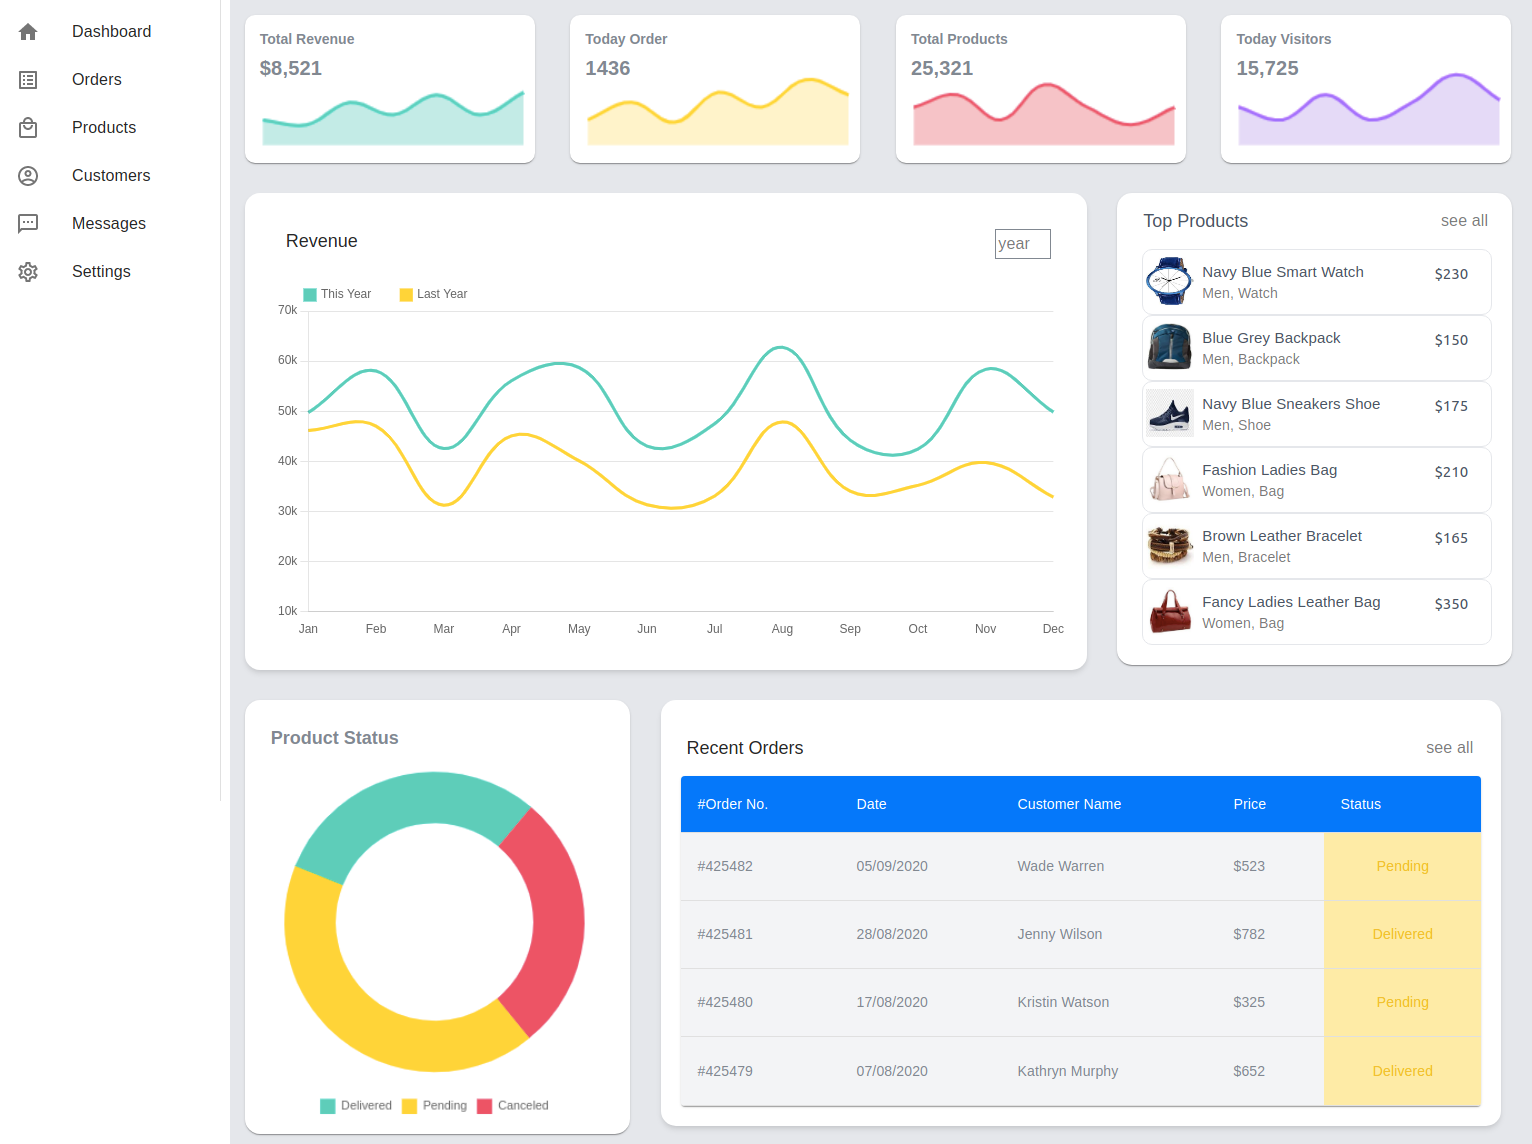 Dashboard
Orders
Products
Customers
Messages
Settings
Total Revenue
$8,521
Today Order
1436
Total Products
25,321
Today Visitors
15,725
Revenue
year
This Year Last Year
70k
60k
50k
40k
30k
20k
10k
Jan Feb Mar Apr May Jun Jul Aug Sep Oct Nov Dec
Top Products see all
Navy Blue Smart Watch $230
Men, Watch
Blue Grey Backpack $150
Men, Backpack
Navy Blue Sneakers Shoe $175
Men, Shoe
Fashion Ladies Bag $210
Women, Bag
Brown Leather Bracelet $165
Men, Bracelet
Fancy Ladies Leather Bag $350
Women, Bag
Product Status
Delivered Pending Canceled
Recent Orders see all
#Order No. Date Customer Name Price Status
#425482 05/09/2020 Wade Warren $523 Pending
#425481 28/08/2020 Jenny Wilson $782 Delivered
#425480 17/08/2020 Kristin Watson $325 Pending
#425479 07/08/2020 Kathryn Murphy $652 Delivered